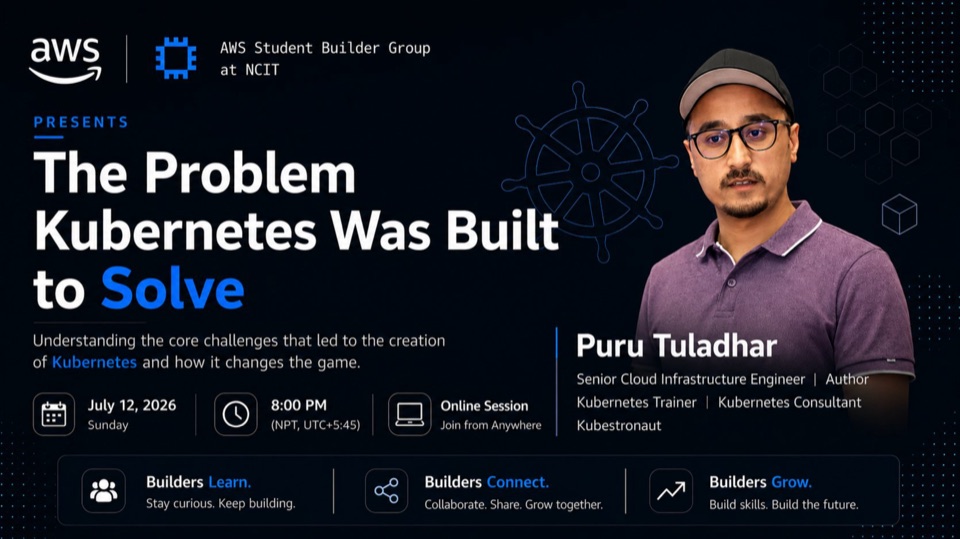 aws
AWS Student Builder Group
at NCIT
PRESENTS
The Problem
Kubernetes Was Built
to Solve
Understanding the core challenges that led to the creation
of Kubernetes and how it changes the game.
July 12, 2026
Sunday
8:00 PM
(NPT, UTC+5:45)
Online Session
Join from Anywhere
Puru Tuladhar
Senior Cloud Infrastructure Engineer | Author
Kubernetes Trainer | Kubernetes Consultant
Kubestronaut
Builders Learn.
Stay curious. Keep building.
Builders Connect.
Collaborate. Share. Grow together.
Builders Grow.
Build skills. Build the future.